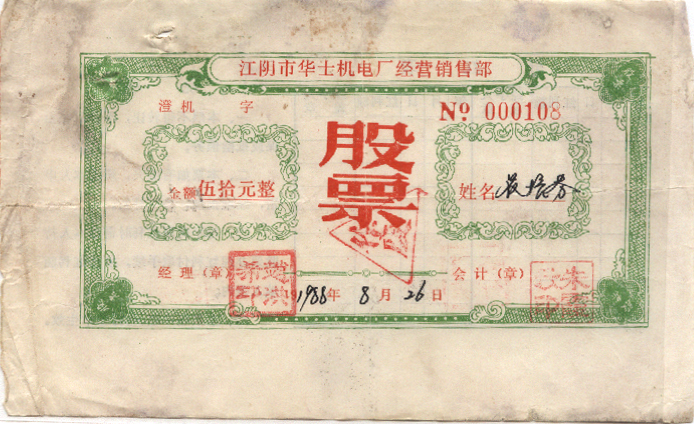 江阴市华士机电厂经营销售部
澄机 字
№ 000108
股票
金额 伍拾元整
姓名
经理（章） 会计（章）
1988年 8月 26日